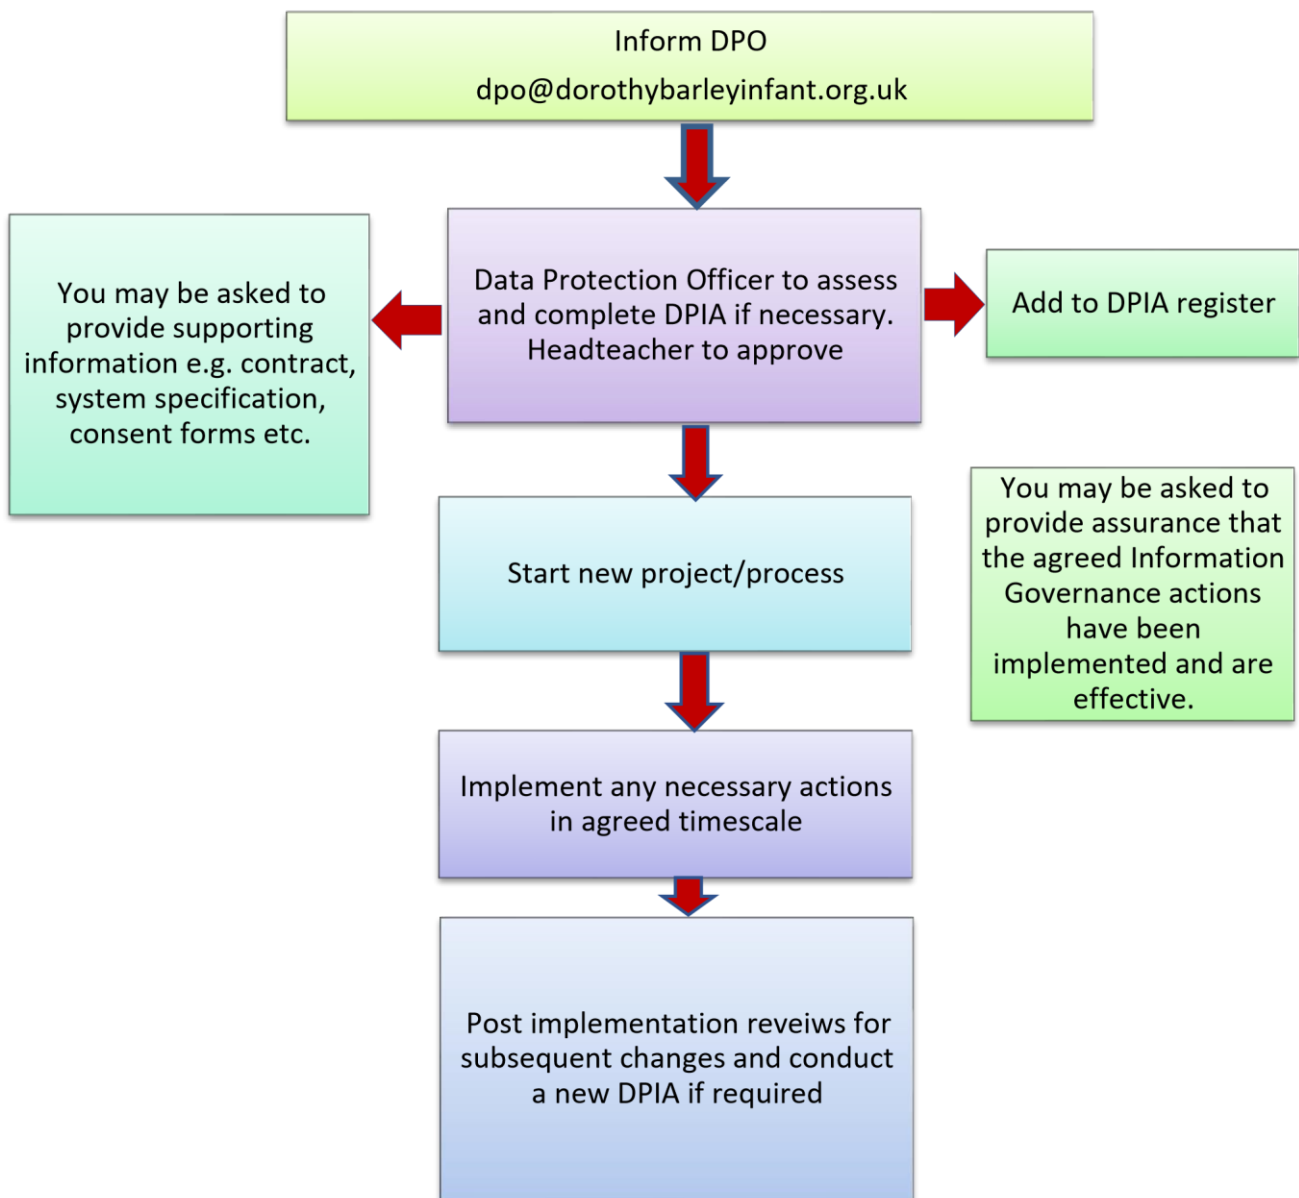 Inform DPO
dpo@dorothybarleyinfant.org.uk
You may be asked to
provide supporting
information e.g. contract,
system specification,
consent forms etc.
Data Protection Officer to assess
and complete DPIA if necessary.
Headteacher to approve
Add to DPIA register
Start new project/process
You may be asked to
provide assurance that
the agreed Information
Governance actions
have been
implemented and are
effective.
Implement any necessary actions
in agreed timescale
Post implementation reveiws for
subsequent changes and conduct
a new DPIA if required